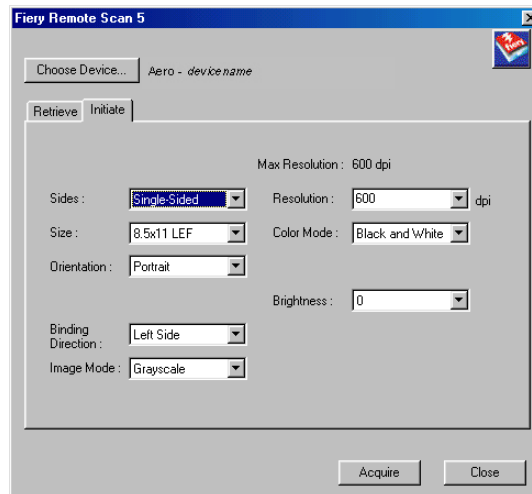 Fiery Remote Scan 5
fiery
Choose Device... Aero - devicename
Retrieve Initiate
Max Resolution : 600 dpi
Sides : Single-Sided Resolution : 600 dpi
Size : 8.5x11 LEF Color Mode : Black and White
Orientation : Portrait
Brightness : 0
Binding
Direction : Left Side
Image Mode : Grayscale
Acquire Close